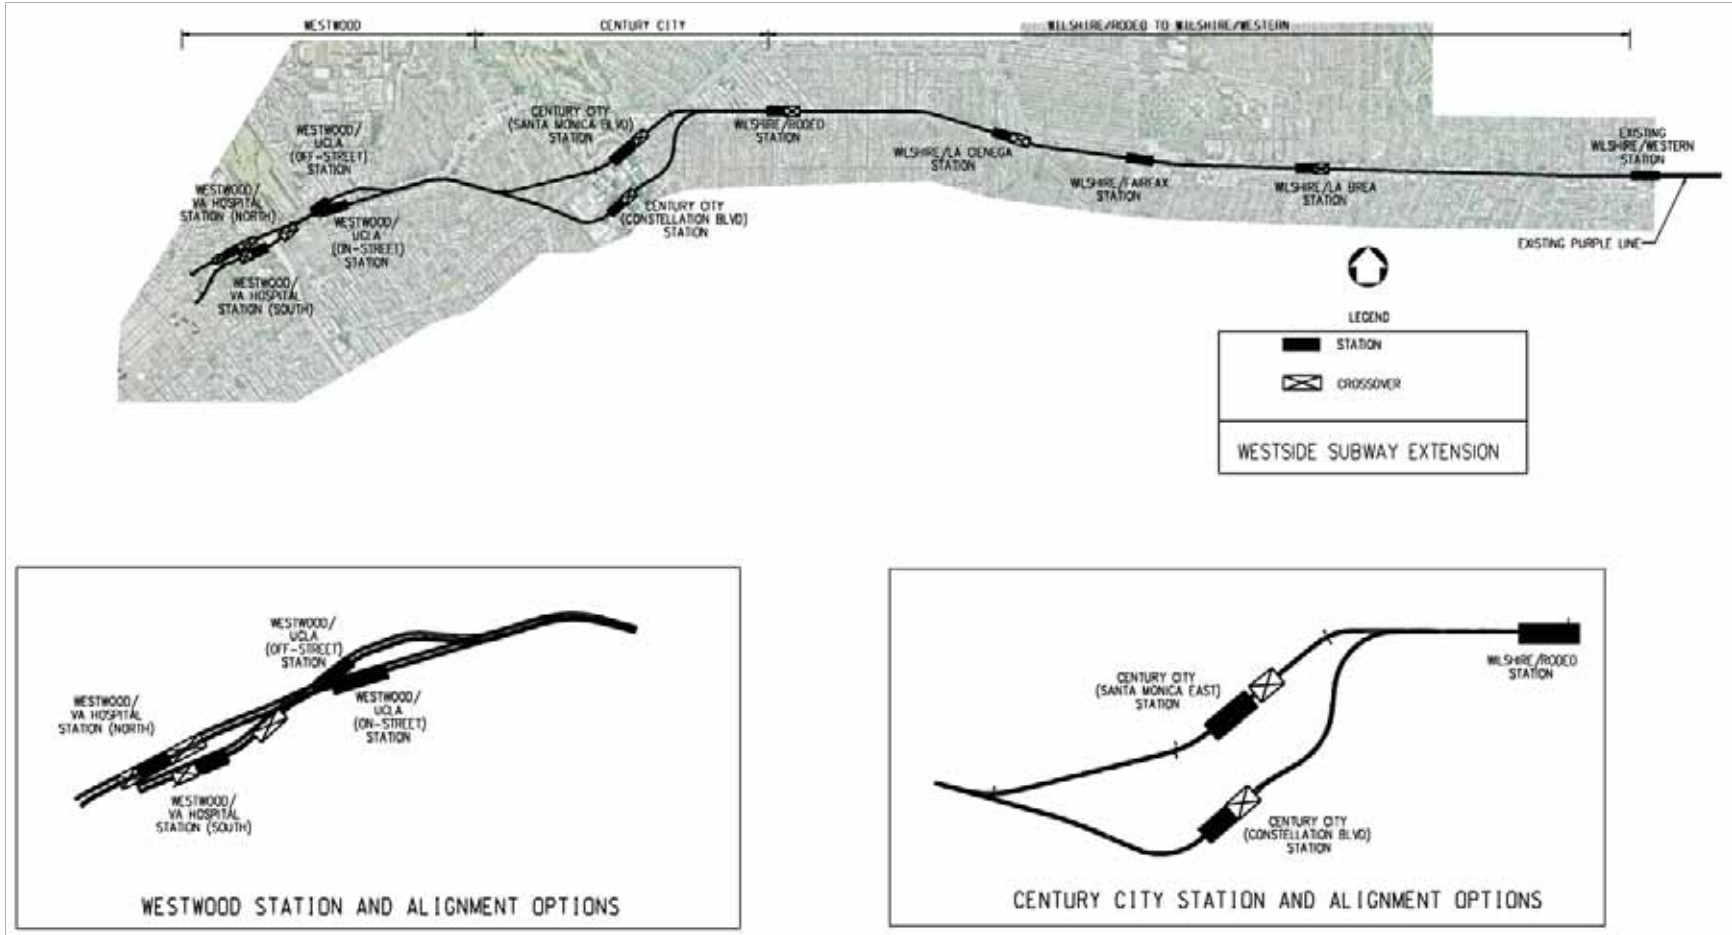 WESTWOOD
CENTURY CITY
WILSHIRE/RODEO TO WILSHIRE/WESTERN
WESTWOOD/
UCLA
(OFF-STREET)
STATION
CENTURY CITY
(SANTA MONICA BLVD)
STATION
WILSHIRE/RODEO
STATION
WILSHIRE/LA CIENEGA
STATION
WILSHIRE/FAIRFAX
STATION
WILSHIRE/LA BREA
STATION
EXISTING
WILSHIRE/WESTERN
STATION
WESTWOOD/
VA HOSPITAL
STATION (NORTH)
WESTWOOD/
UCLA
(ON-STREET)
STATION
CENTURY CITY
(CONSTELLATION BLVD)
STATION
EXISTING PURPLE LINE
WESTWOOD/
VA HOSPITAL
STATION (SOUTH)
LEGEND
STATION
CROSSOVER
WESTSIDE SUBWAY EXTENSION
WESTWOOD/
UCLA
(OFF-STREET)
STATION
WESTWOOD/
VA HOSPITAL
STATION (NORTH)
WESTWOOD/
UCLA
(ON-STREET)
STATION
WESTWOOD/
VA HOSPITAL
STATION (SOUTH)
WESTWOOD STATION AND ALIGNMENT OPTIONS
CENTURY CITY
(SANTA MONICA EAST)
STATION
WILSHIRE/RODEO
STATION
CENTURY CITY
(CONSTELLATION BLVD)
STATION
CENTURY CITY STATION AND ALIGNMENT OPTIONS